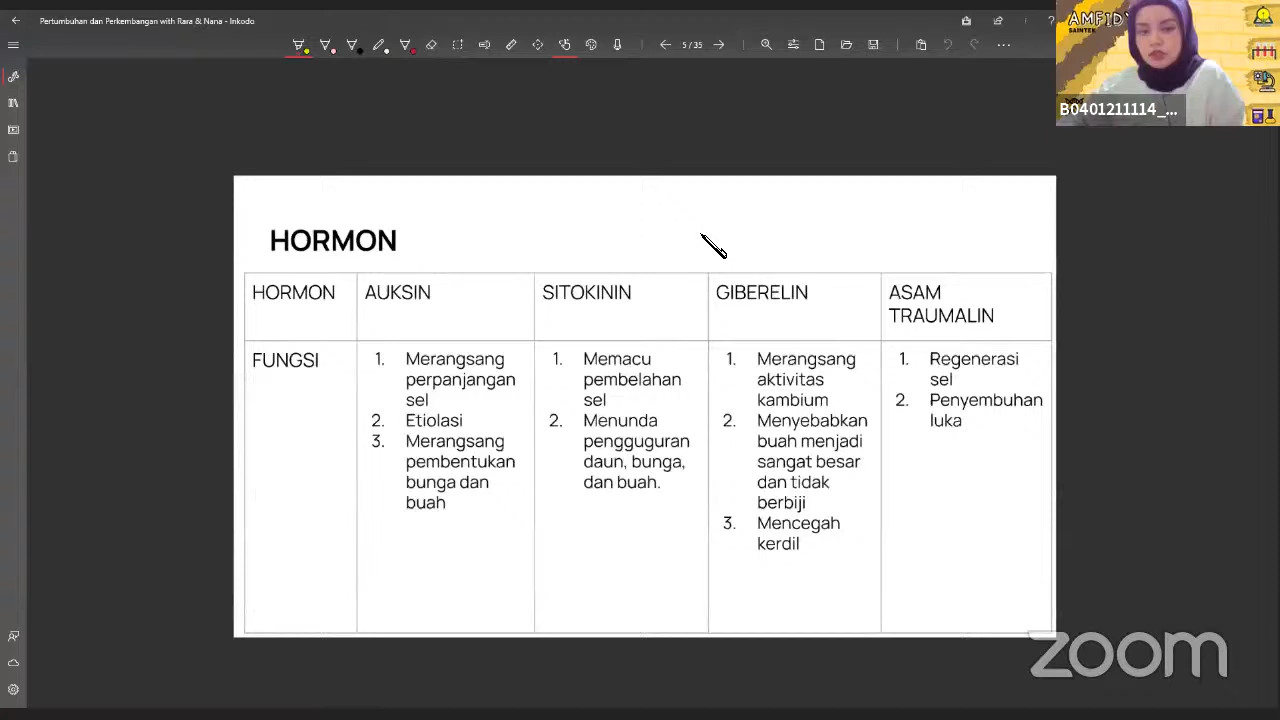 Pertumbuhan dan Perkembangan with Rara & Nana - Inkodo
5 / 35
AMFIDY
SAINTEK
B0401211114_...
HORMON
HORMON
AUKSIN
SITOKININ
GIBERELIN
ASAM
TRAUMALIN
FUNGSI
1. Merangsang
perpanjangan
sel
2. Etiolasi
3. Merangsang
pembentukan
bunga dan
buah
1. Memacu
pembelahan
sel
2. Menunda
pengguguran
daun, bunga,
dan buah.
1. Merangsang
aktivitas
kambium
2. Menyebabkan
buah menjadi
sangat besar
dan tidak
berbiji
3. Mencegah
kerdil
1. Regenerasi
sel
2. Penyembuhan
luka
zoom